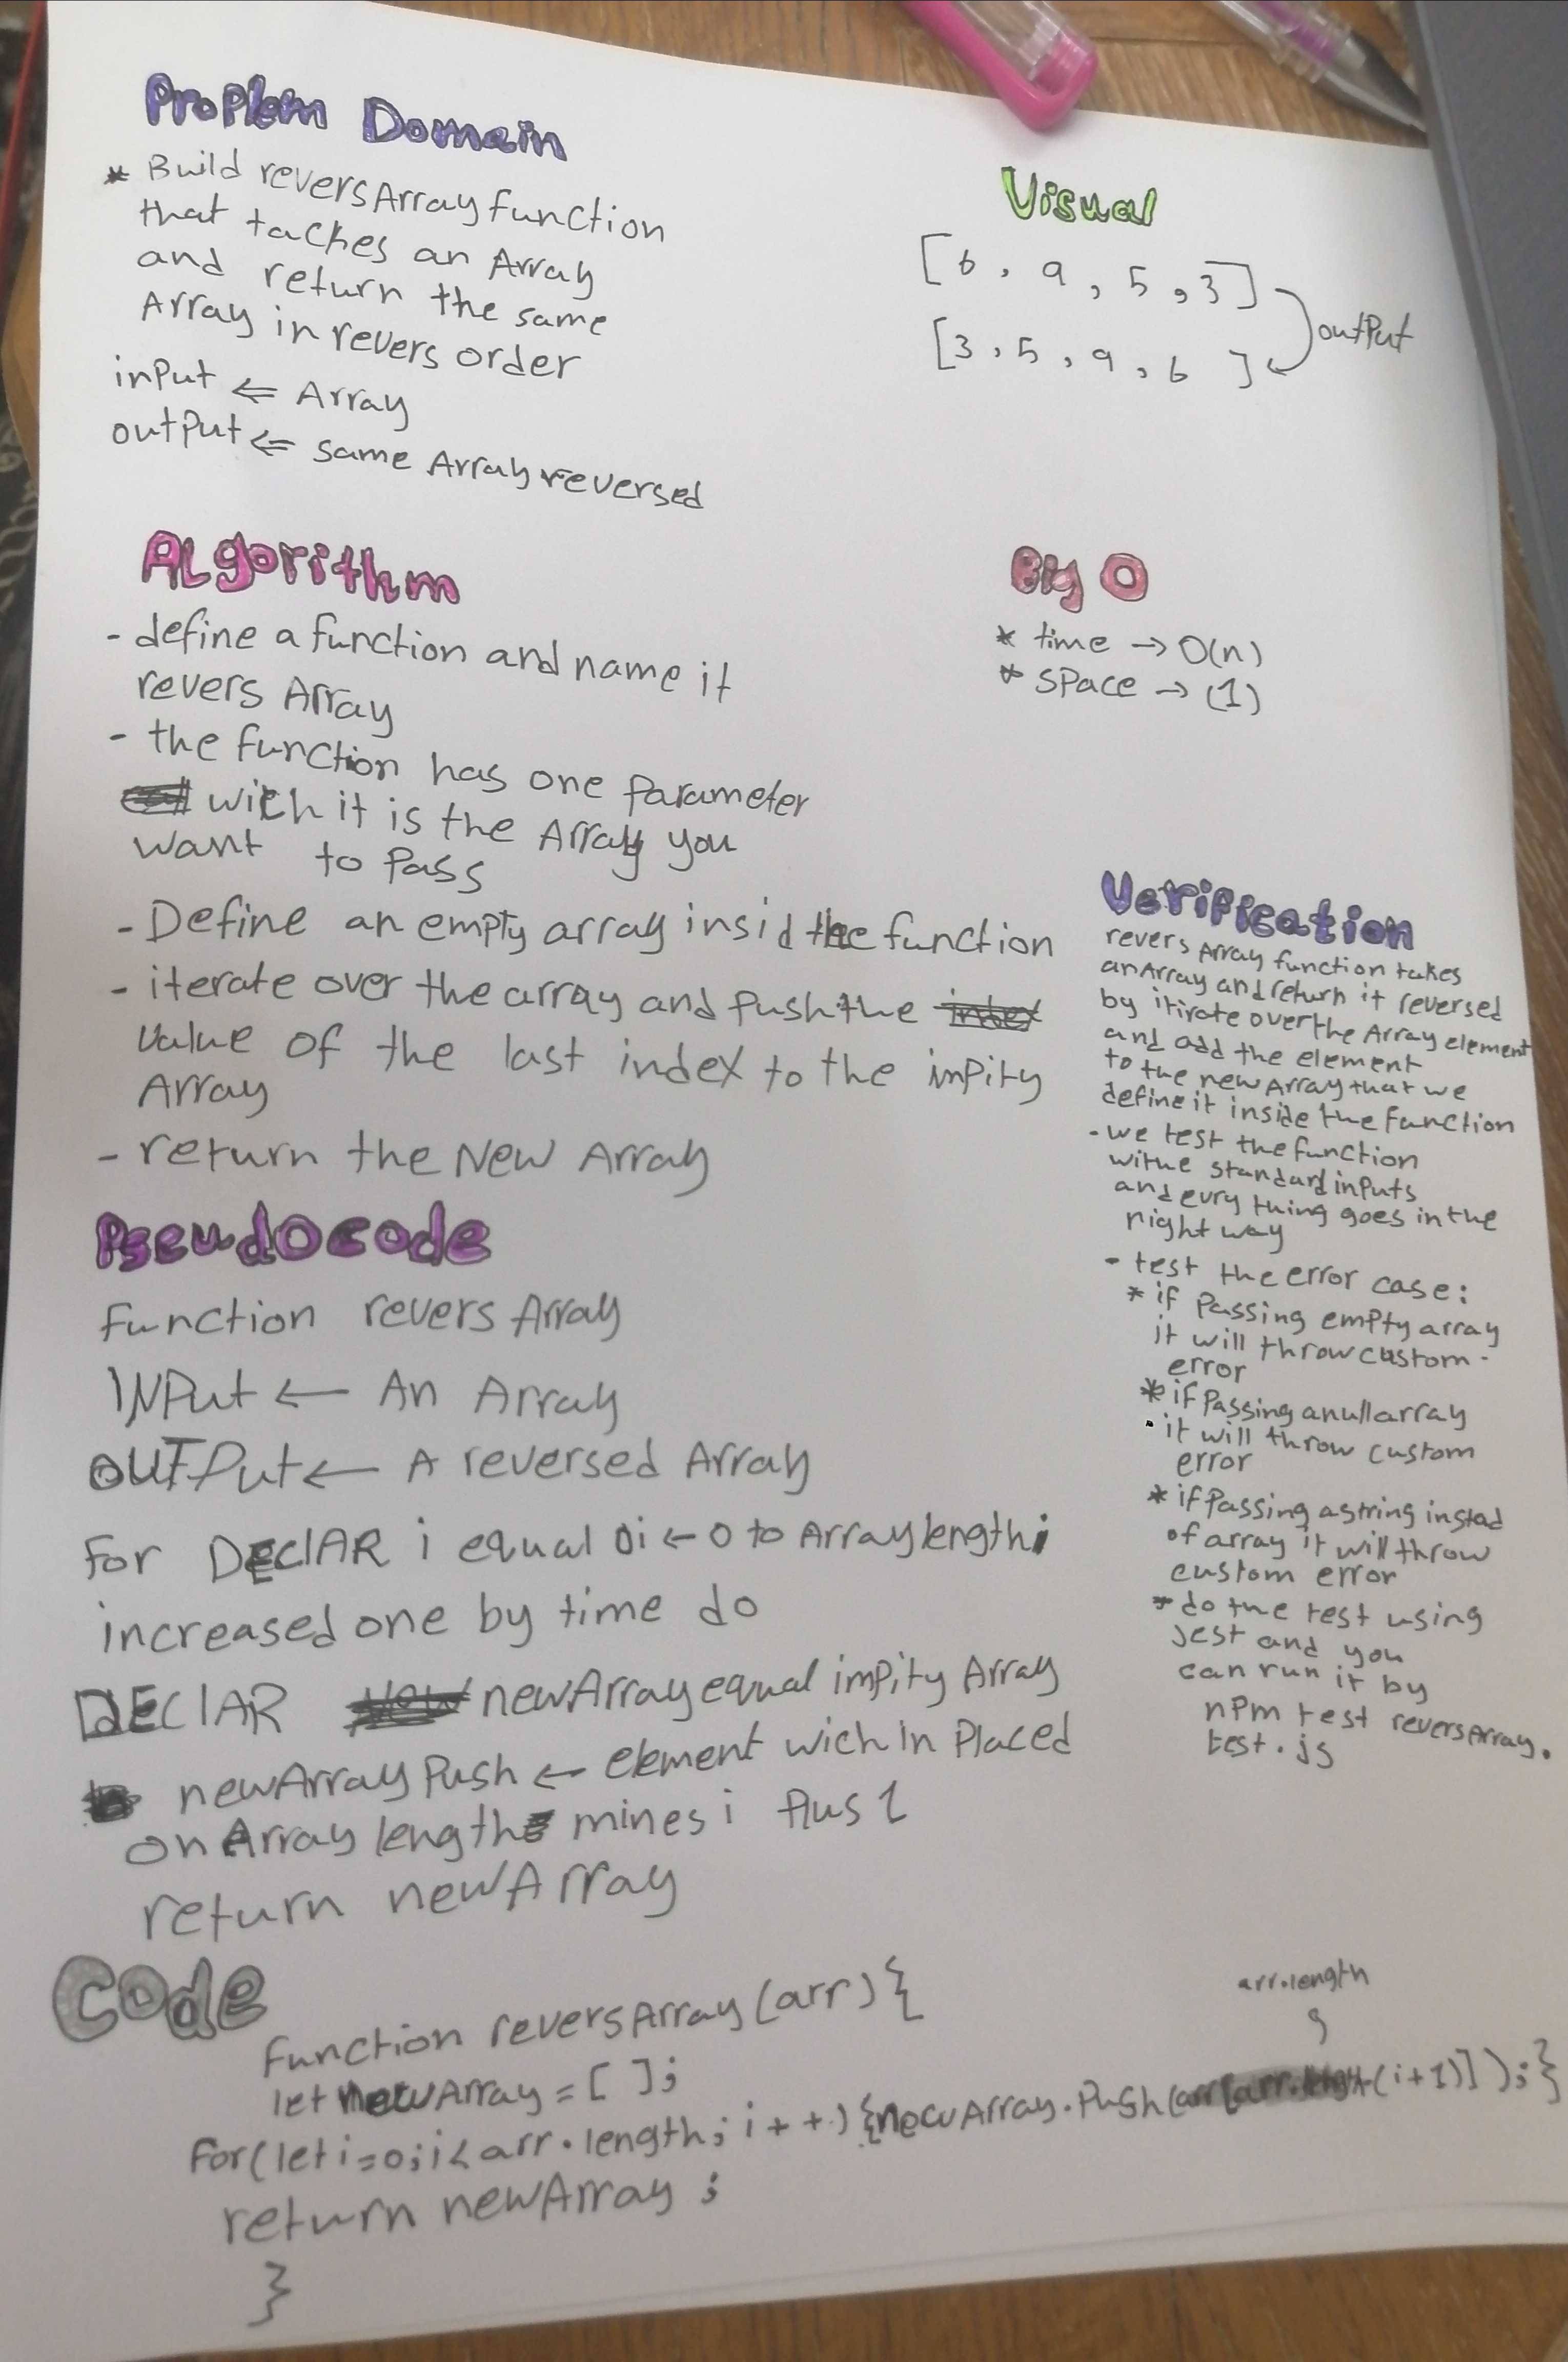 Proplem Domain
* Build reversArray function
that taches an Array
and return the same
Array in revers order
input ⇐ Array
output ⇐ same Array reversed
Visual
[6, 9, 5, 3]
output
[3, 5, 9, 6 ]
ALgorithm
- define a function and name it
revers Array
- the function has one parameter
wich it is the Array you
want to pass
- Define an empty array insid the function
- iterate over the array and push the index
value of the last index to the impity
Array
- return the New Array
Big O
* time → O(n)
* space → (1)
Verification
revers Array function takes
an Array and return it reversed
by itirate over the Array element
and add the element
to the new Array that we
define it inside the function
- we test the function
withe standard inputs
and evry thing goes in the
right way
- test the error case:
* if passing empty array
it will throw custom
error
* if passing a null array
it will throw custom
error
* if passing a string instad
of array it will throw
custom error
* do the test using
Jest and you
can run it by
npm test reversArray.
test.js
Pseudocode
Function revers Array
INPut ← An Array
OUTPut ← A reversed Array
for DEClAR i equal 0 i ← 0 to Array length i
increased one by time do
DEClAR new newArray equal impity Array
newArray Push ← element wich In Placed
on Array length mines i Plus 1
return newArray
Code
function reversArray(arr){
let newArray = [ ];
arr.length
For(let i=0; i< arr.length; i++){newArray.Push(arr[arr.length-(i+1)]);}
return newArray;
}